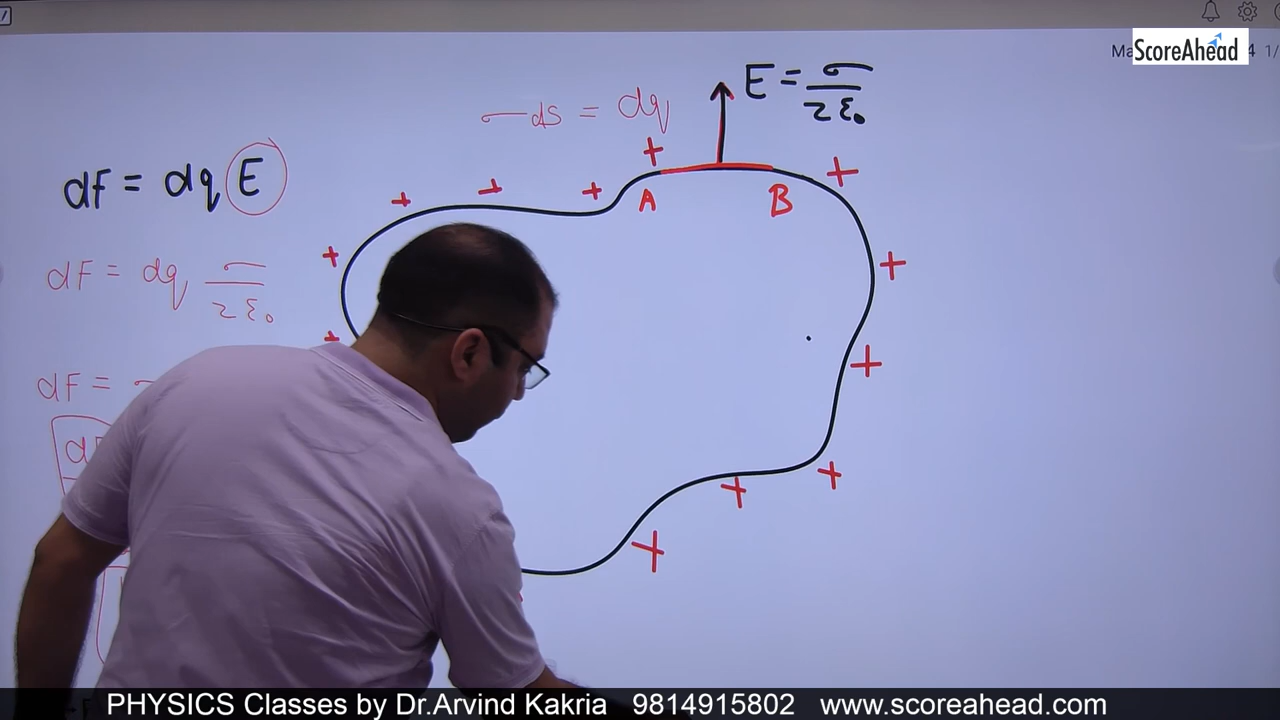 ScoreAhead
σ ds = dq
E = σ / 2ε₀
dF = dq E
dF = dq σ / 2ε₀
A
B
dF =
PHYSICS Classes by Dr.Arvind Kakria 9814915802 www.scoreahead.com